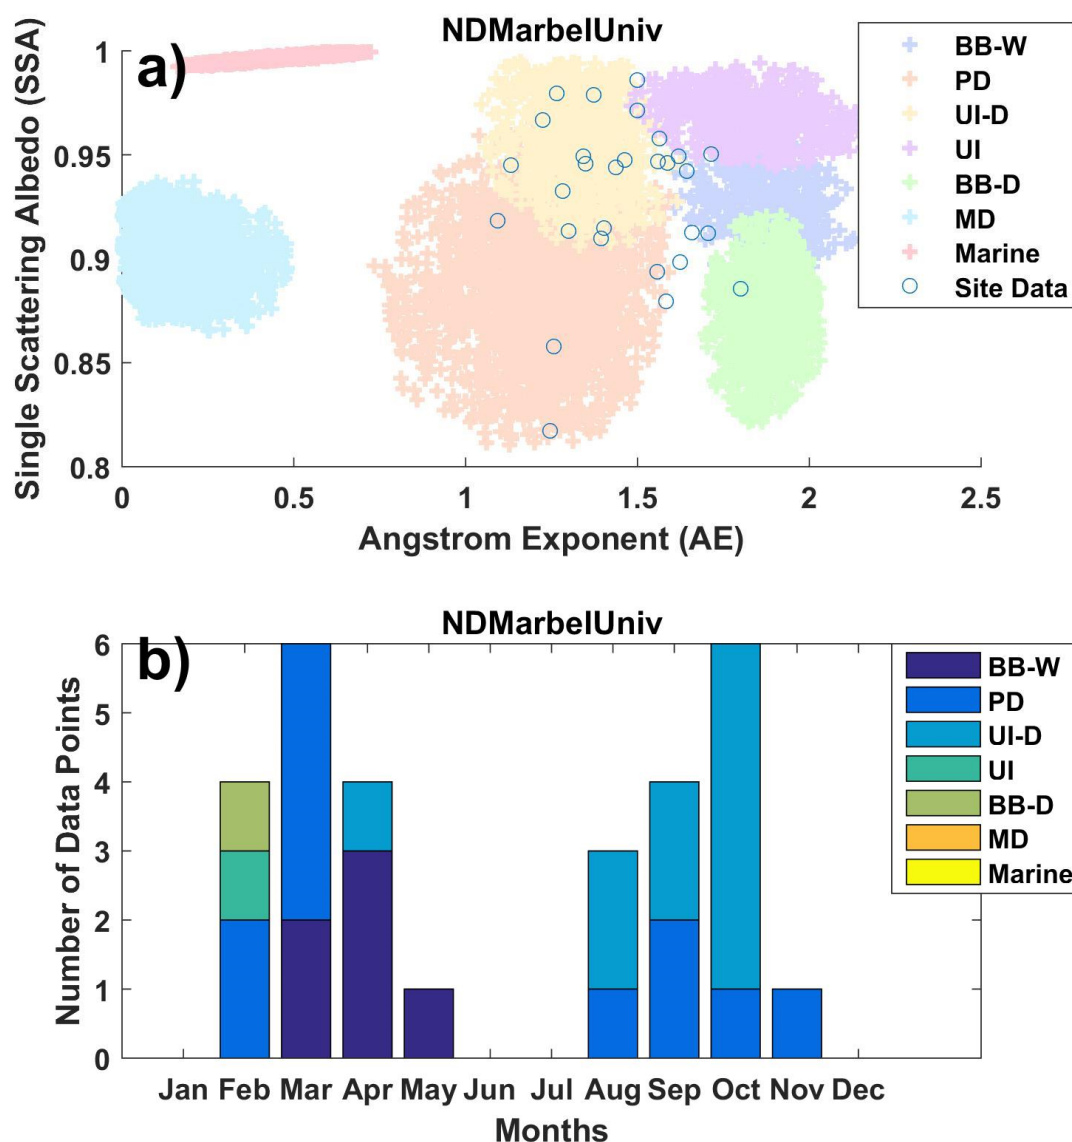 NDMarbelUniv
a)
Single Scattering Albedo (SSA)
1
0.95
0.9
0.85
0.8
0
0.5
1
1.5
2
2.5
Angstrom Exponent (AE)
BB-W
PD
UI-D
UI
BB-D
MD
Marine
Site Data
NDMarbelUniv
b)
Number of Data Points
6
5
4
3
2
1
0
Jan Feb Mar Apr May Jun Jul Aug Sep Oct Nov Dec
Months
BB-W
PD
UI-D
UI
BB-D
MD
Marine